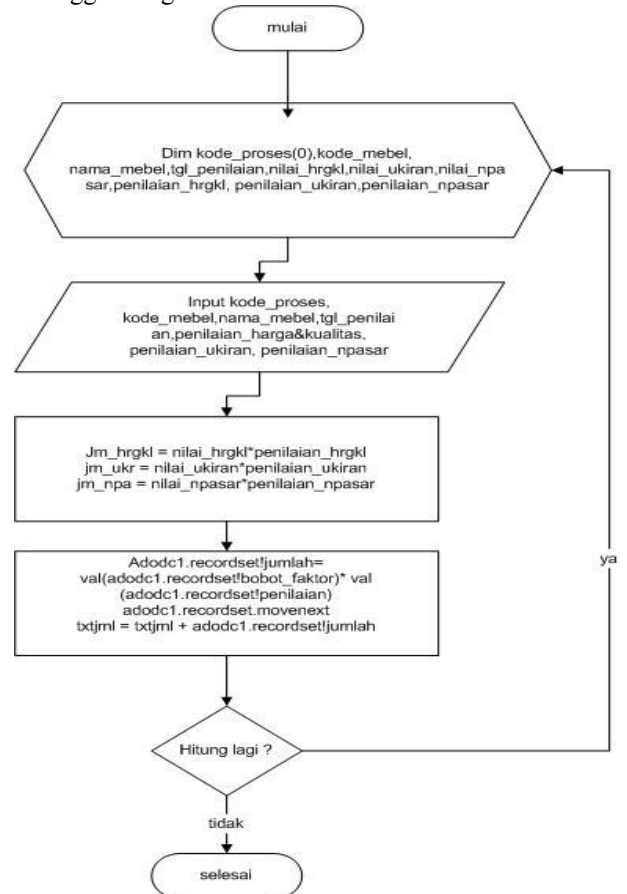 mulai
Dim kode_proses(0),kode_mebel,
nama_mebel,tgl_penilaian,nilai_hrgkl,nilai_ukiran,nilai_npa
sar,penilaian_hrgkl, penilaian_ukiran,penilaian_npasar
Input kode_proses,
kode_mebel,nama_mebel,tgl_penilai
an,penilaian_harga&kualitas,
penilaian_ukiran, penilaian_npasar
Jm_hrgkl = nilai_hrgkl*penilaian_hrgkl
jm_ukr = nilai_ukiran*penilaian_ukiran
jm_npa = nilai_npasar*penilaian_npasar
Adodc1.recordset!jumlah=
val(adodc1.recordset!bobot_faktor)* val
(adodc1.recordset!penilaian)
adodc1.recordset.movenext
txtjml = txtjml + adodc1.recordset!jumlah
ya
Hitung lagi ?
tidak
selesai